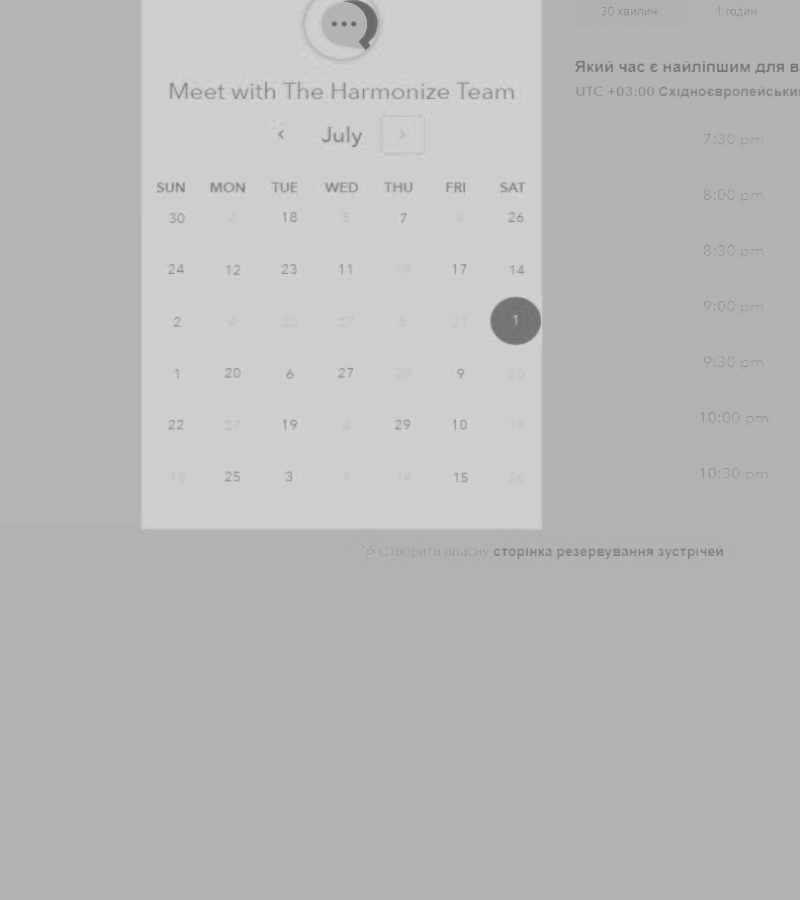 30 хвилин 1 годин
Meet with The Harmonize Team
‹ July ›
SUN MON TUE WED THU FRI SAT
30 4 18 5 7 8 26
24 12 23 11 19 17 14
2 4 22 27 6 21 1
1 20 6 27 29 9 20
22 27 19 4 29 10 19
10 25 3 7 14 15 26
Який час є найліпшим для
UTC +03:00 Східноєвропейськи
7:30 pm
8:00 pm
8:30 pm
9:00 pm
9:30 pm
10:00 pm
10:30 pm
Створити власну сторінка резервування зустрічей